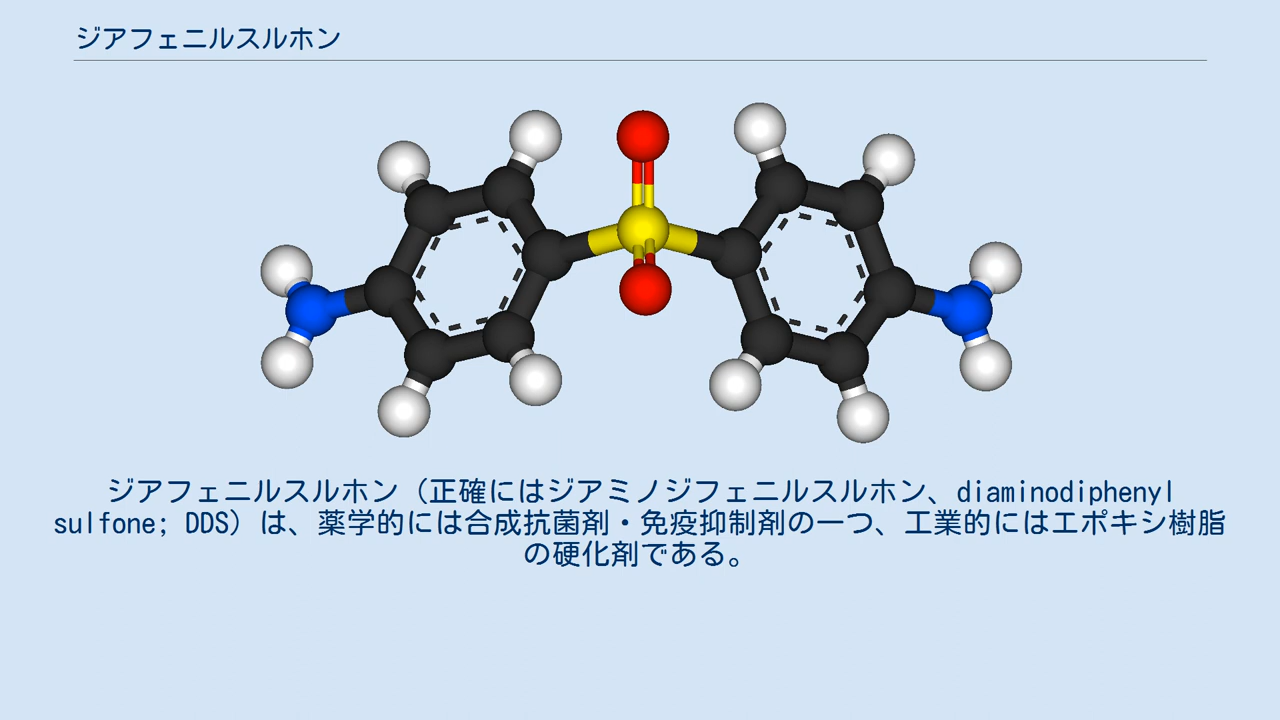 ジアフェニルスルホン
ジアフェニルスルホン（正確にはジアミノジフェニルスルホン、diaminodiphenyl
sulfone; DDS）は、薬学的には合成抗菌剤・免疫抑制剤の一つ、工業的にはエポキシ樹脂
の硬化剤である。